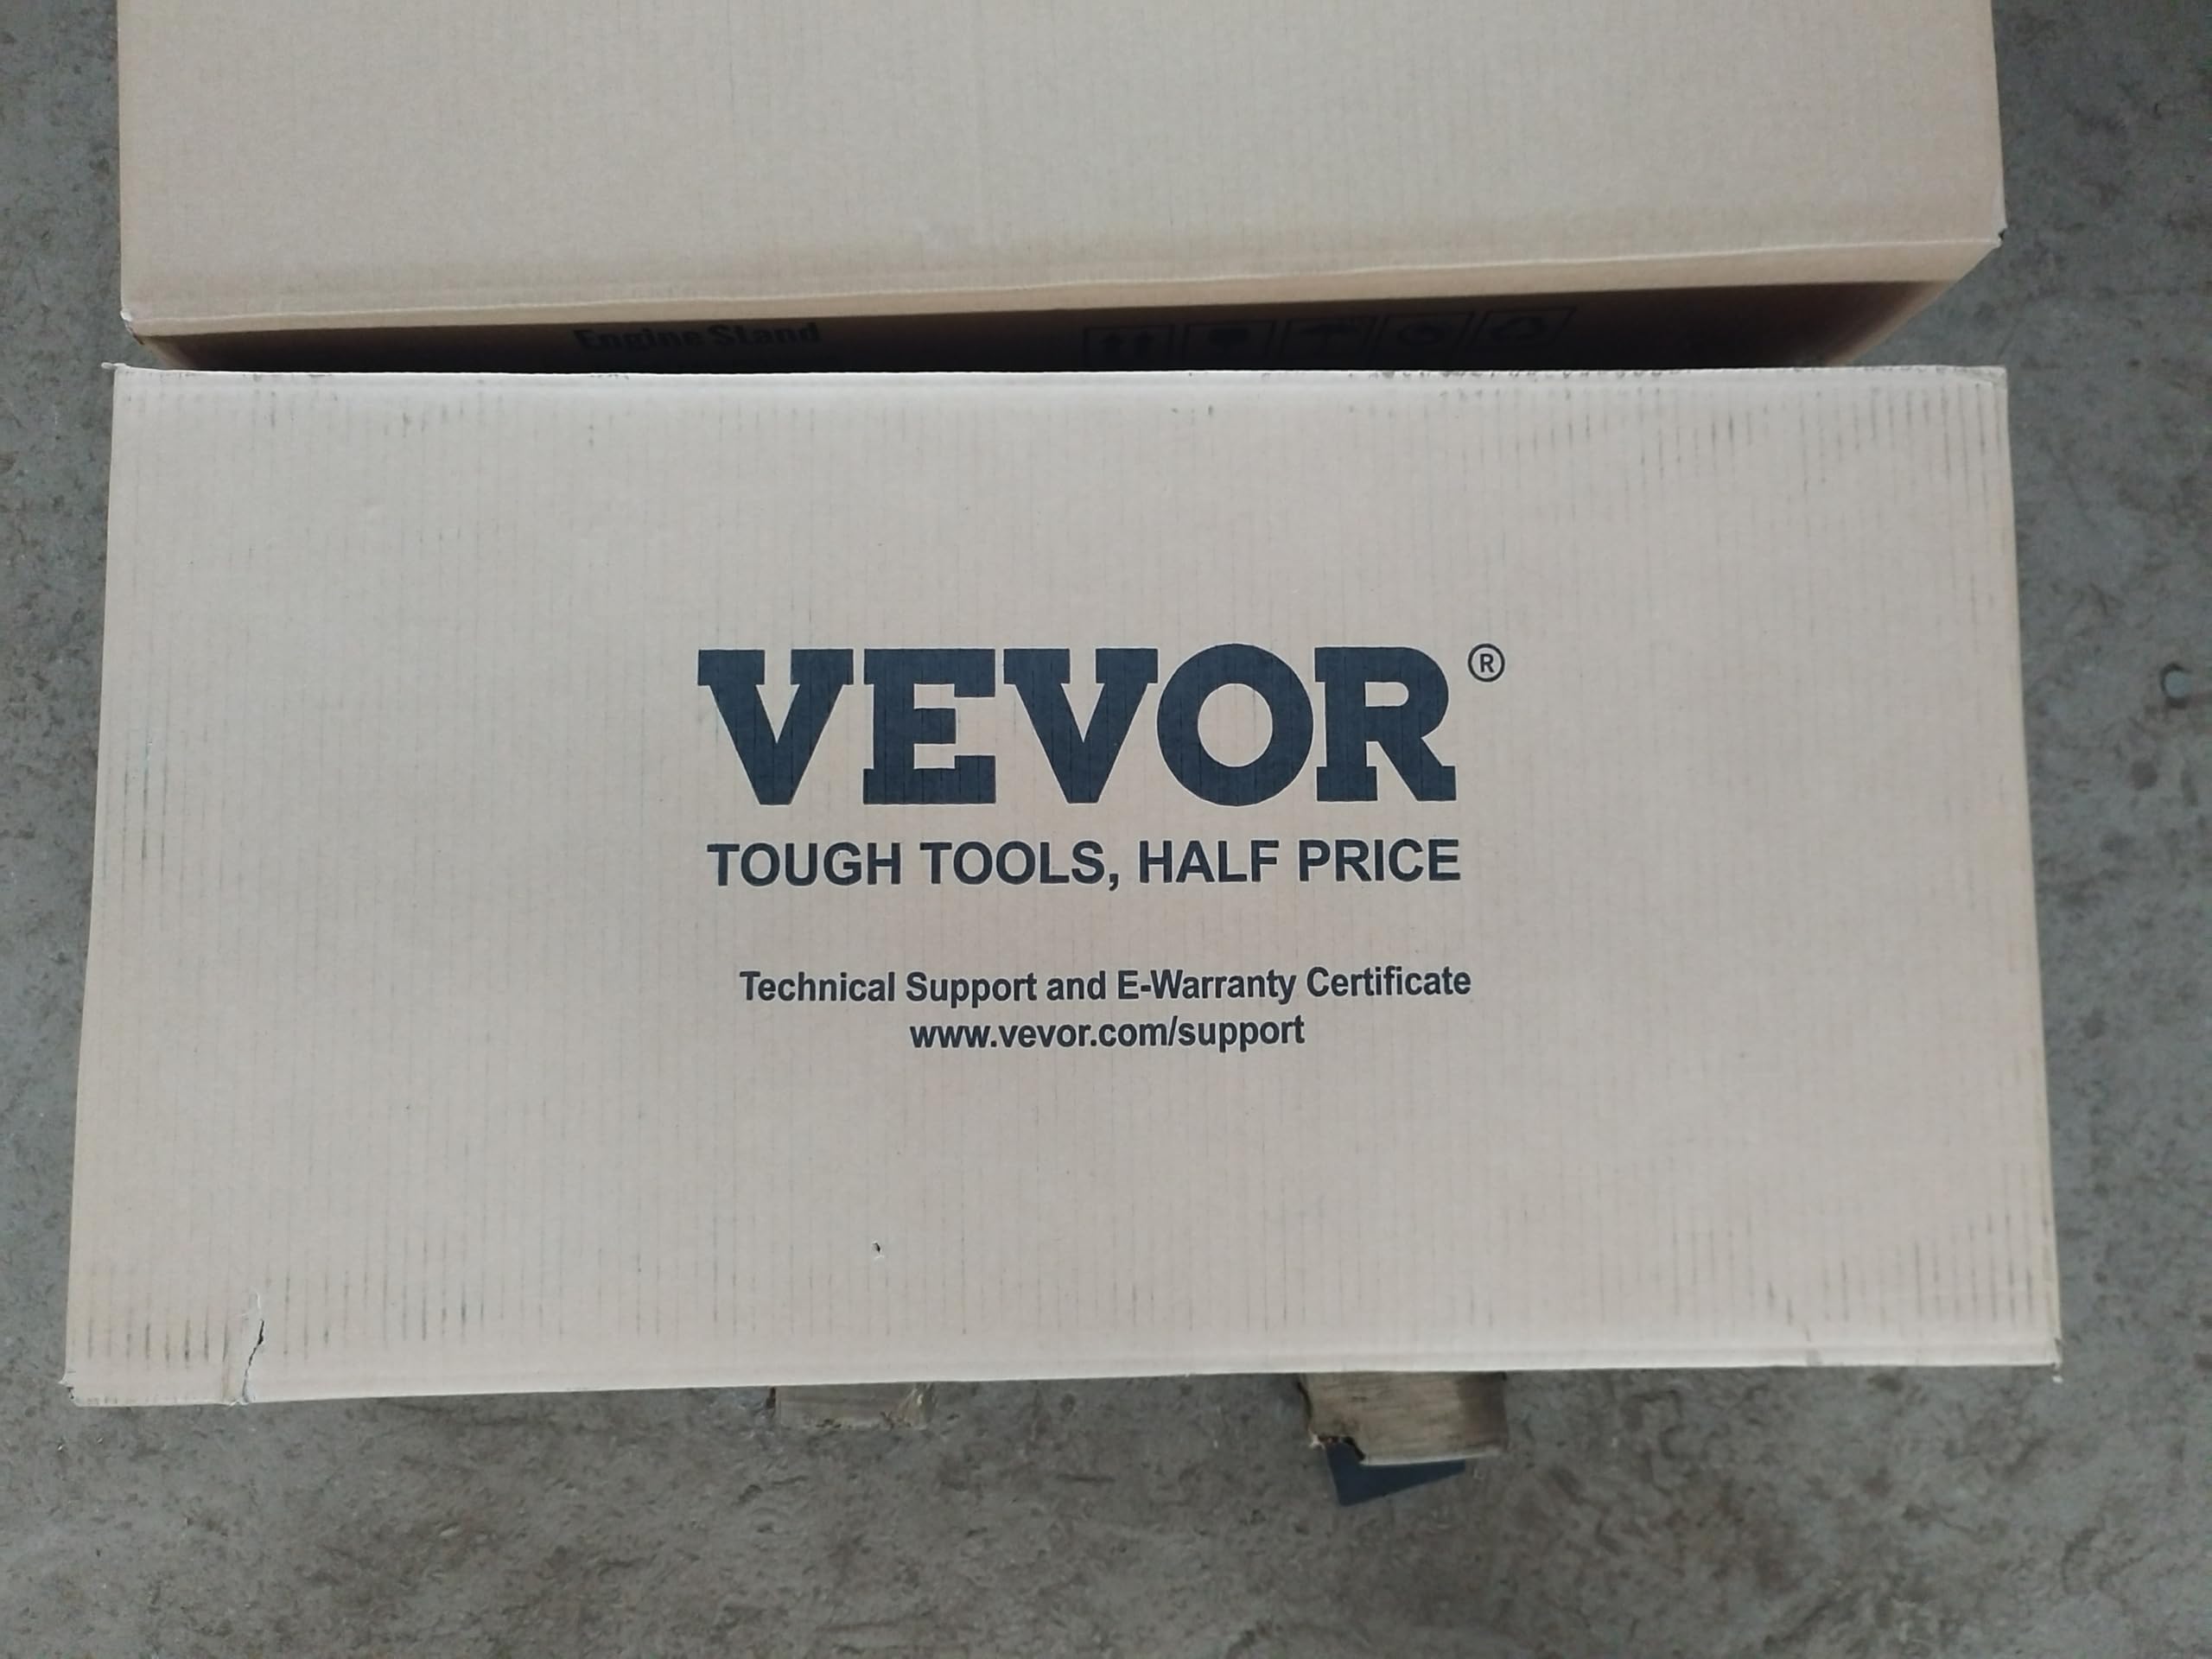 Engine Stand
VEVOR®
TOUGH TOOLS, HALF PRICE
Technical Support and E-Warranty Certificate
www.vevor.com/support